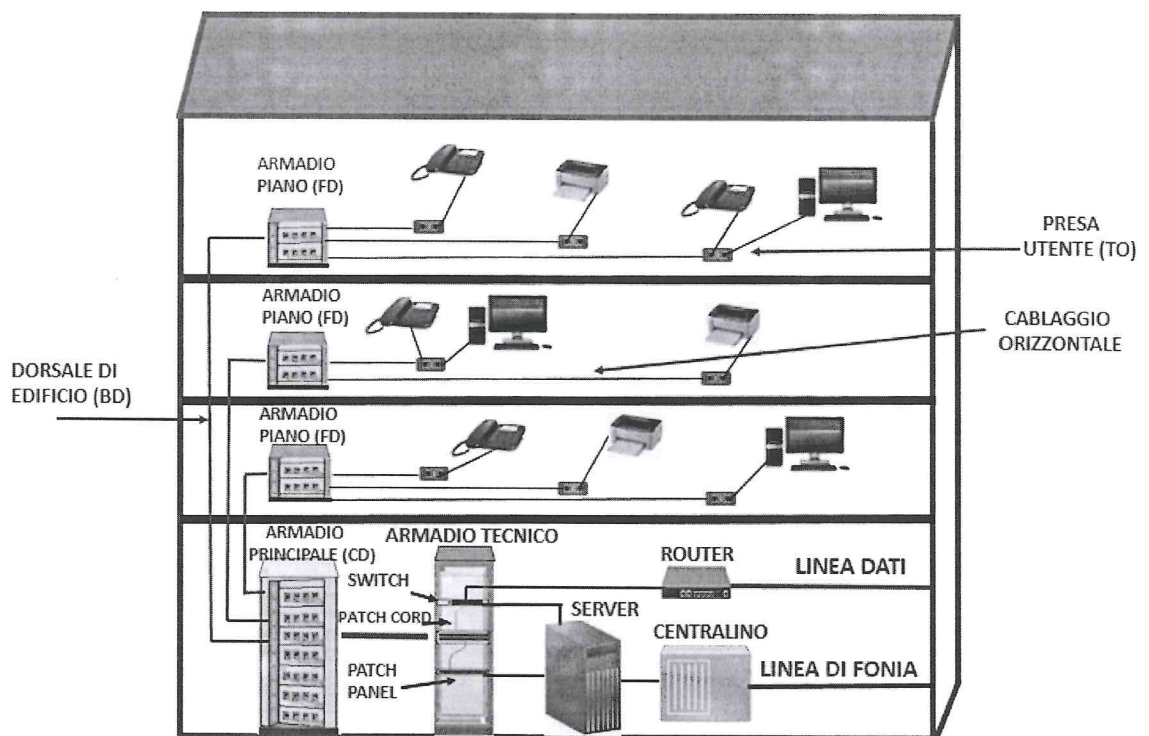 ARMADIO
PIANO (FD)
PRESA
UTENTE (TO)
ARMADIO
PIANO (FD)
CABLAGGIO
ORIZZONTALE
DORSALE DI
EDIFICIO (BD)
ARMADIO
PIANO (FD)
ARMADIO
PRINCIPALE (CD)
ARMADIO TECNICO
SWITCH
PATCH CORD
PATCH
PANEL
SERVER
ROUTER
LINEA DATI
CENTRALINO
LINEA DI FONIA